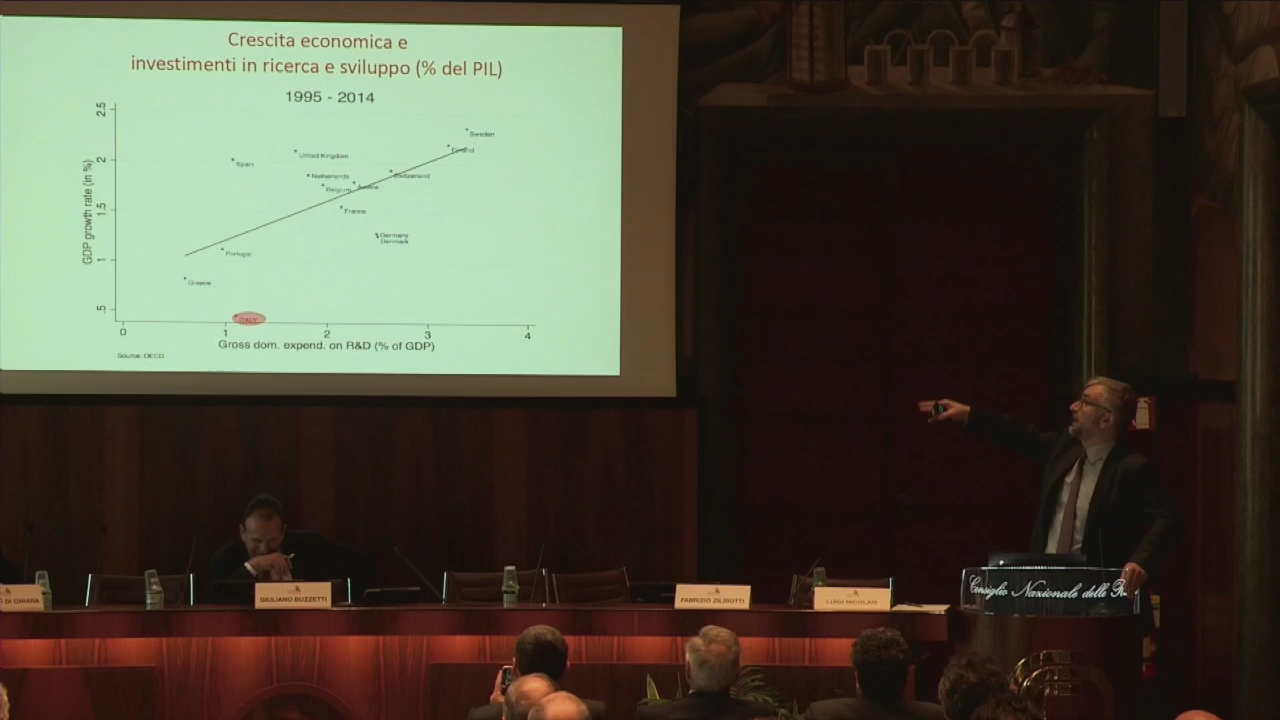 Crescita economica e
investimenti in ricerca e sviluppo (% del PIL)
1995 - 2014
GDP growth rate (in %)
2.5
2
1.5
1
.5
Sweden
Finland
United Kingdom
Spain
Netherlands
Switzerland
Belgium
Austria
France
Germany
Denmark
Portugal
Greece
ITALY
0 1 2 3 4
Gross dom. expend. on R&D (% of GDP)
Source: OECD
DI CHIARA
GIULIANO BUZZETTI
FABRIZIO ZILIBOTTI
LUIGI NICOLAIS
Consiglio Nazionale delle R